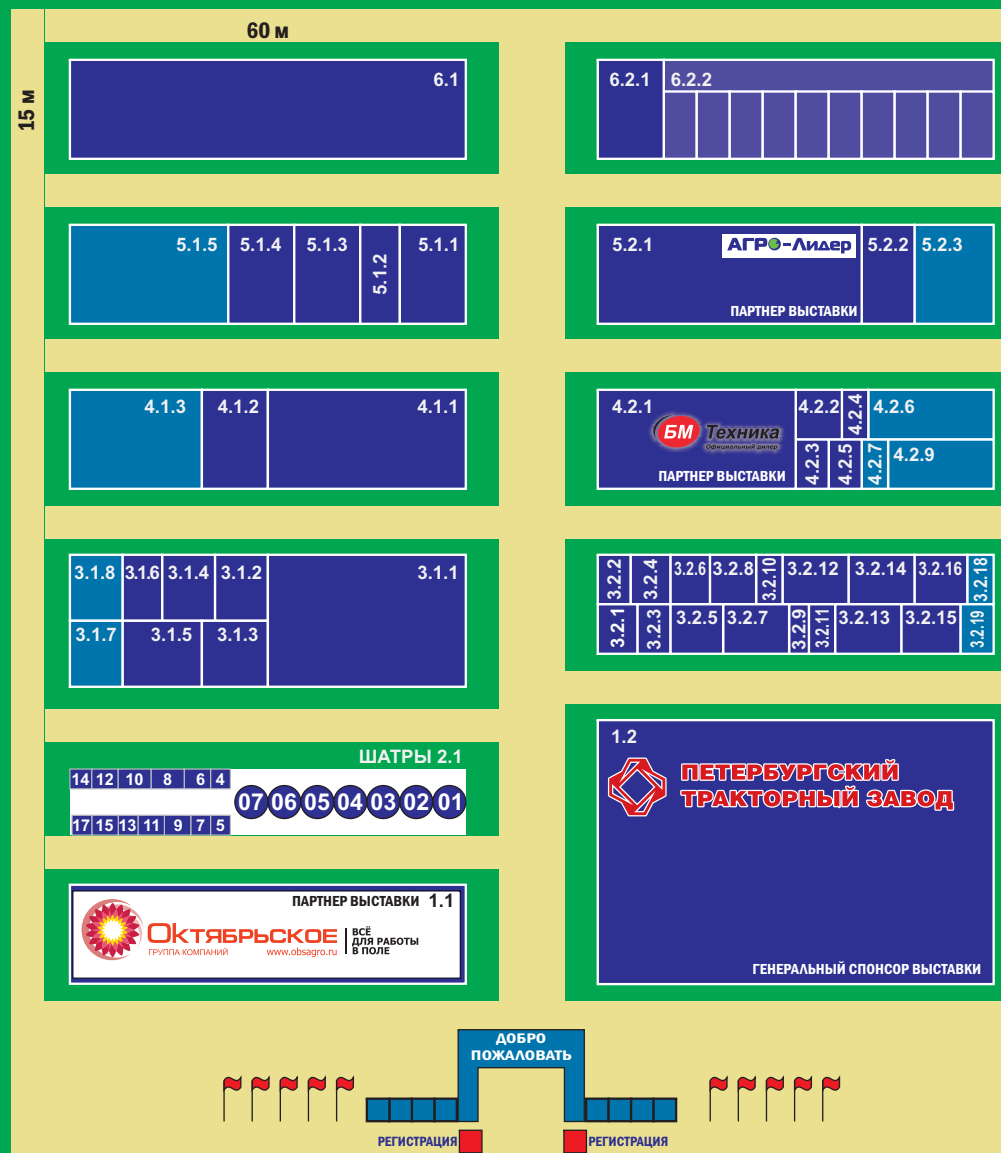 60 м
15 м
6.1
6.2.1
6.2.2
5.1.5
5.1.4
5.1.3
5.1.2
5.1.1
5.2.1
АГРО-Лидер
5.2.2
5.2.3
ПАРТНЕР ВЫСТАВКИ
4.1.3
4.1.2
4.1.1
4.2.1
БМ Техника
Официальный дилер
ПАРТНЕР ВЫСТАВКИ
4.2.2
4.2.4
4.2.6
4.2.3
4.2.5
4.2.7
4.2.9
3.1.8
3.1.6
3.1.4
3.1.2
3.1.1
3.1.7
3.1.5
3.1.3
3.2.2
3.2.4
3.2.6
3.2.8
3.2.10
3.2.12
3.2.14
3.2.16
3.2.18
3.2.1
3.2.3
3.2.5
3.2.7
3.2.9
3.2.11
3.2.13
3.2.15
3.2.19
ШАТРЫ 2.1
14 12 10 8 6 4
07 06 05 04 03 02 01
17 15 13 11 9 7 5
1.2
ПЕТЕРБУРГСКИЙ
ТРАКТОРНЫЙ ЗАВОД
ГЕНЕРАЛЬНЫЙ СПОНСОР ВЫСТАВКИ
ПАРТНЕР ВЫСТАВКИ 1.1
ОКТЯБРЬСКОЕ
ГРУППА КОМПАНИЙ www.obsagro.ru
ВСЁ
ДЛЯ РАБОТЫ
В ПОЛЕ
ДОБРО
ПОЖАЛОВАТЬ
РЕГИСТРАЦИЯ
РЕГИСТРАЦИЯ